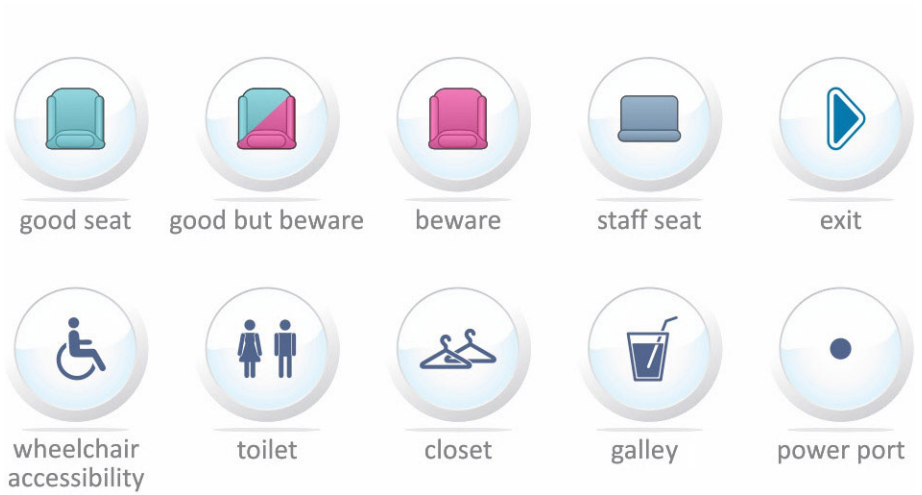 good seat
good but beware
beware
staff seat
exit
wheelchair
accessibility
toilet
closet
galley
power port